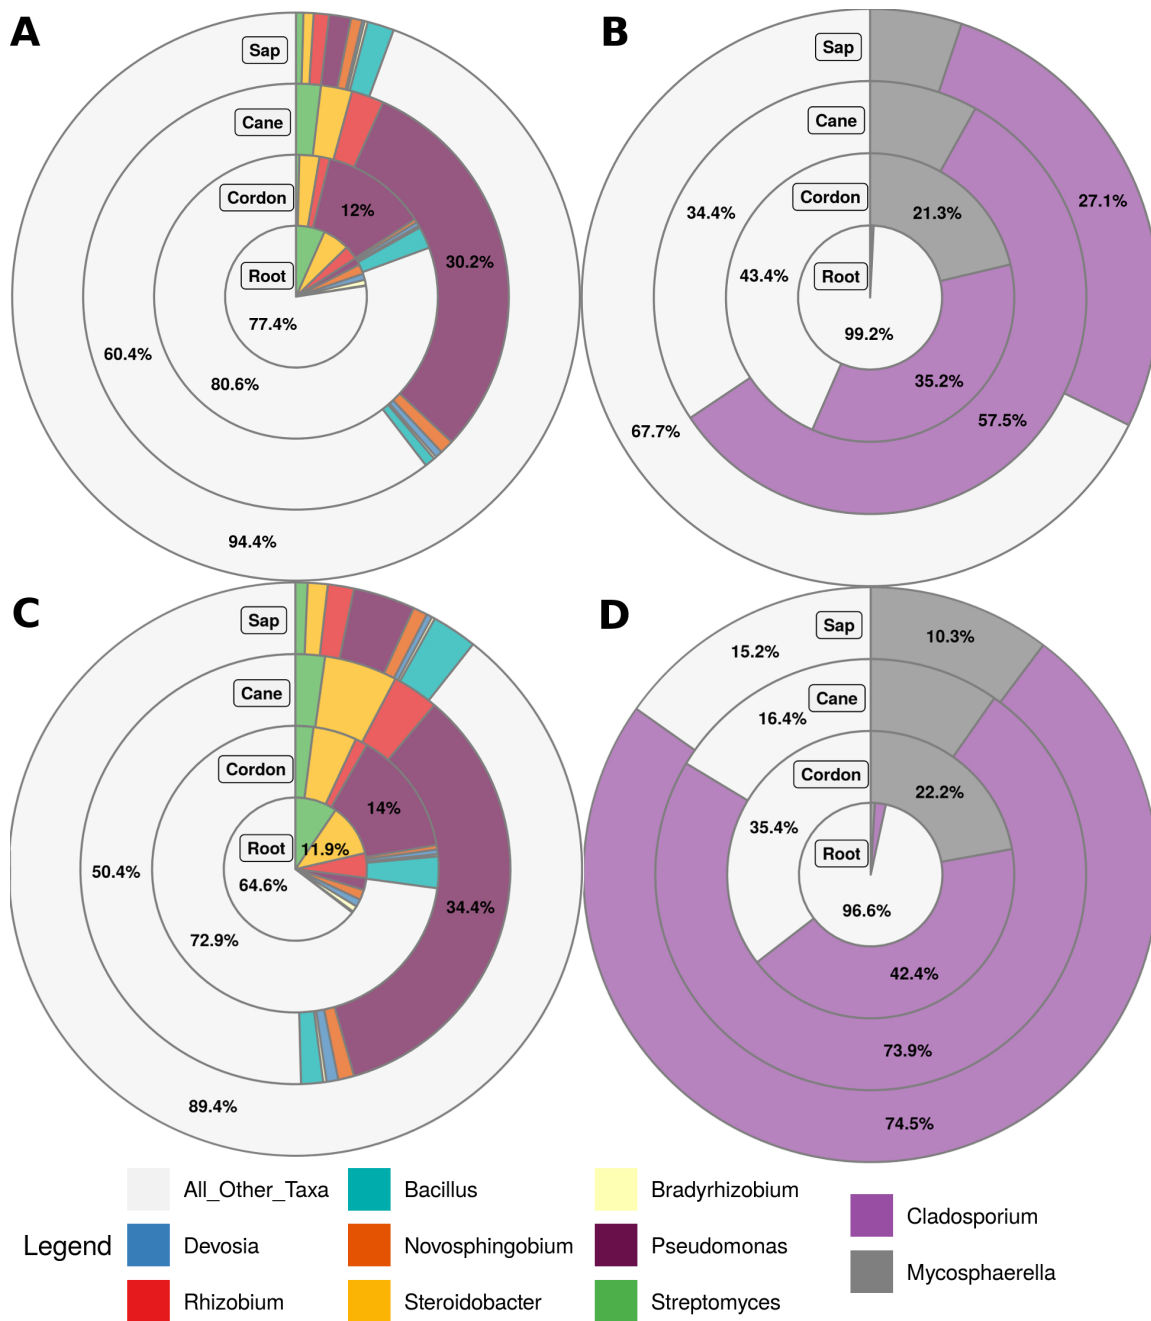 A
Sap
Cane
Cordon
12%
30.2%
Root
77.4%
60.4%
80.6%
94.4%
B
Sap
Cane
27.1%
Cordon
34.4%
21.3%
43.4%
Root
99.2%
35.2%
57.5%
67.7%
C
Sap
Cane
Cordon
14%
Root
11.9%
50.4%
64.6%
34.4%
72.9%
89.4%
D
Sap
10.3%
15.2%
Cane
16.4%
Cordon
22.2%
35.4%
Root
96.6%
42.4%
73.9%
74.5%
Legend
All_Other_Taxa
Devosia
Rhizobium
Bacillus
Novosphingobium
Steroidobacter
Bradyrhizobium
Pseudomonas
Streptomyces
Cladosporium
Mycosphaerella